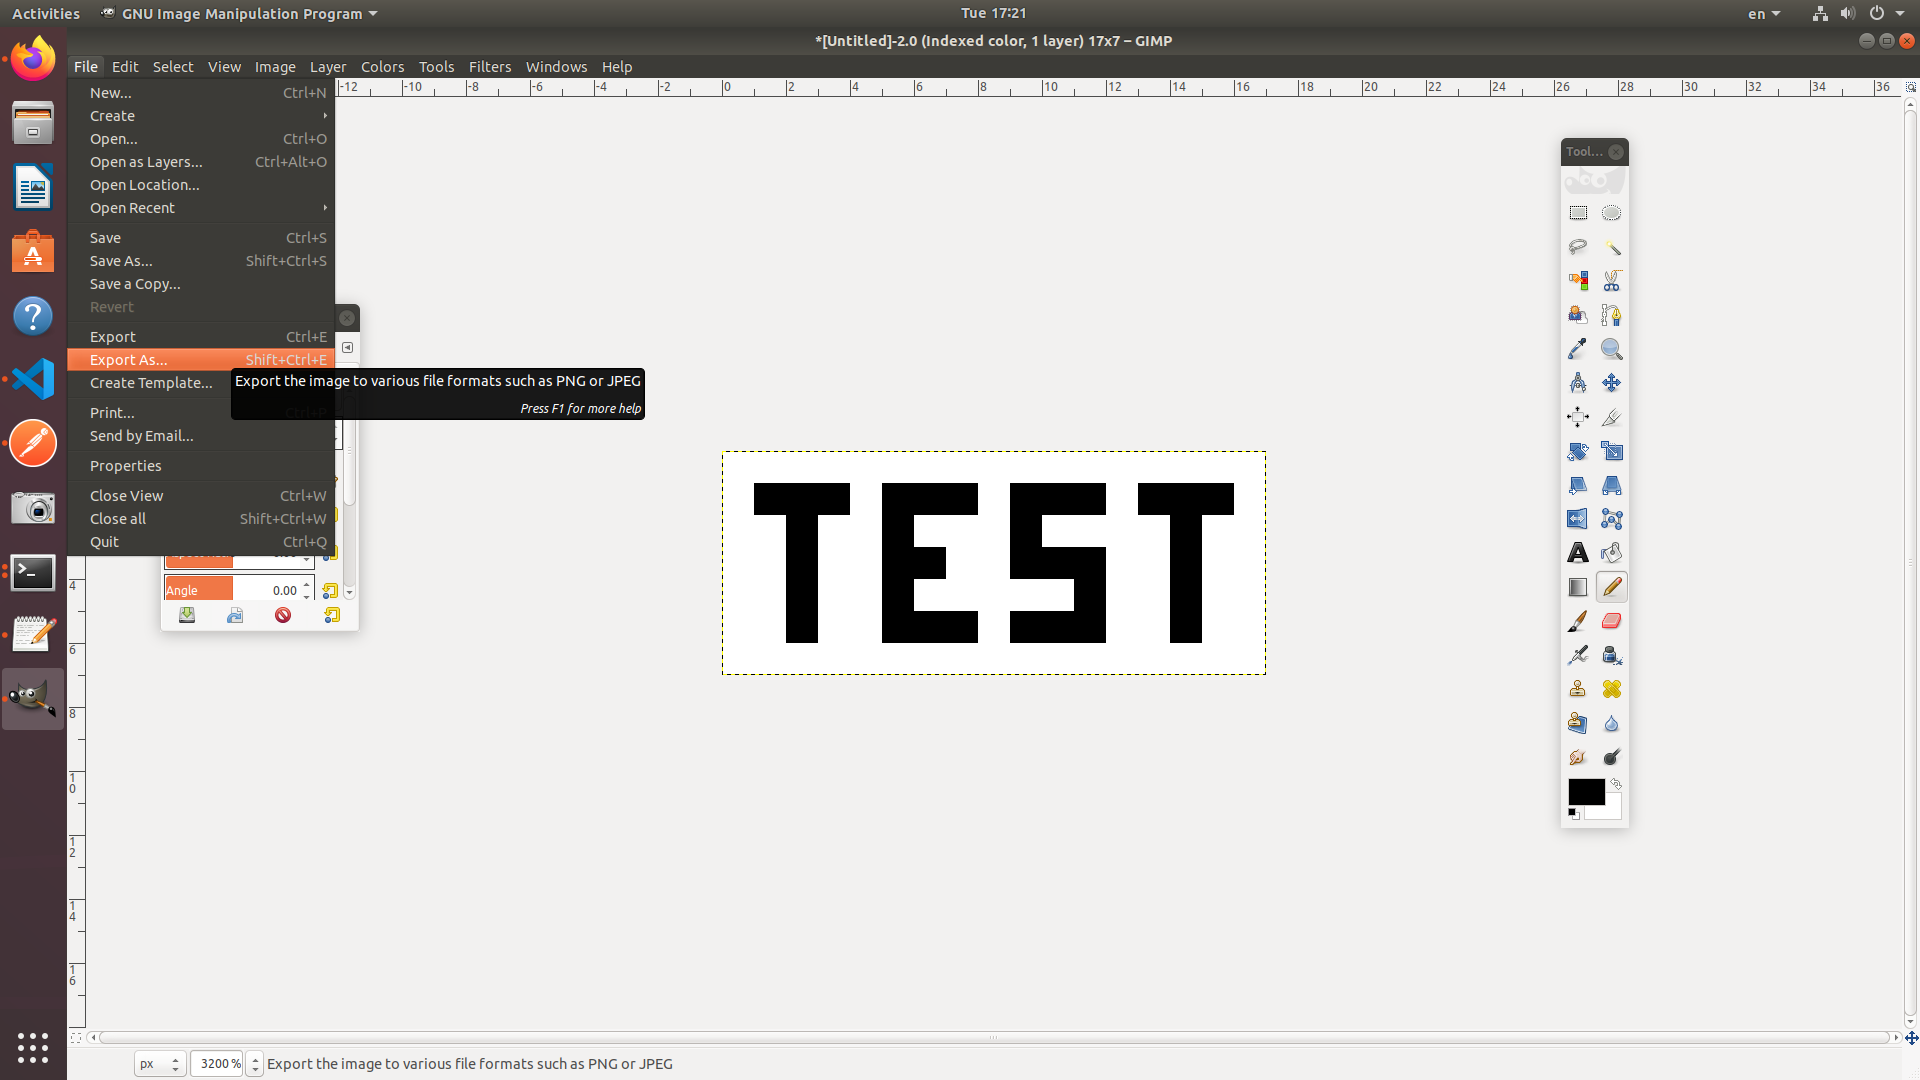 Activities GNU Image Manipulation Program Tue 17:21 en
*[Untitled]-2.0 (Indexed color, 1 layer) 17x7 – GIMP
File Edit Select View Image Layer Colors Tools Filters Windows Help
-12 -10 -8 -6 -4 -2 0 2 4 6 8 10 12 14 16 18 20 22 24 26 28 30 32 34 36
New... Ctrl+N
Create
Open... Ctrl+O
Open as Layers... Ctrl+Alt+O
Open Location...
Open Recent
Save Ctrl+S
Save As... Shift+Ctrl+S
Save a Copy...
Revert
Export Ctrl+E
Export As... Shift+Ctrl+E
Create Template...
Print... Ctrl+P
Send by Email...
Properties
Close View Ctrl+W
Close all Shift+Ctrl+W
Quit Ctrl+Q
Export the image to various file formats such as PNG or JPEG
Press F1 for more help
Angle 0.00
4
6
8
10
12
14
16
TEST
Tool...
px 3200 % Export the image to various file formats such as PNG or JPEG